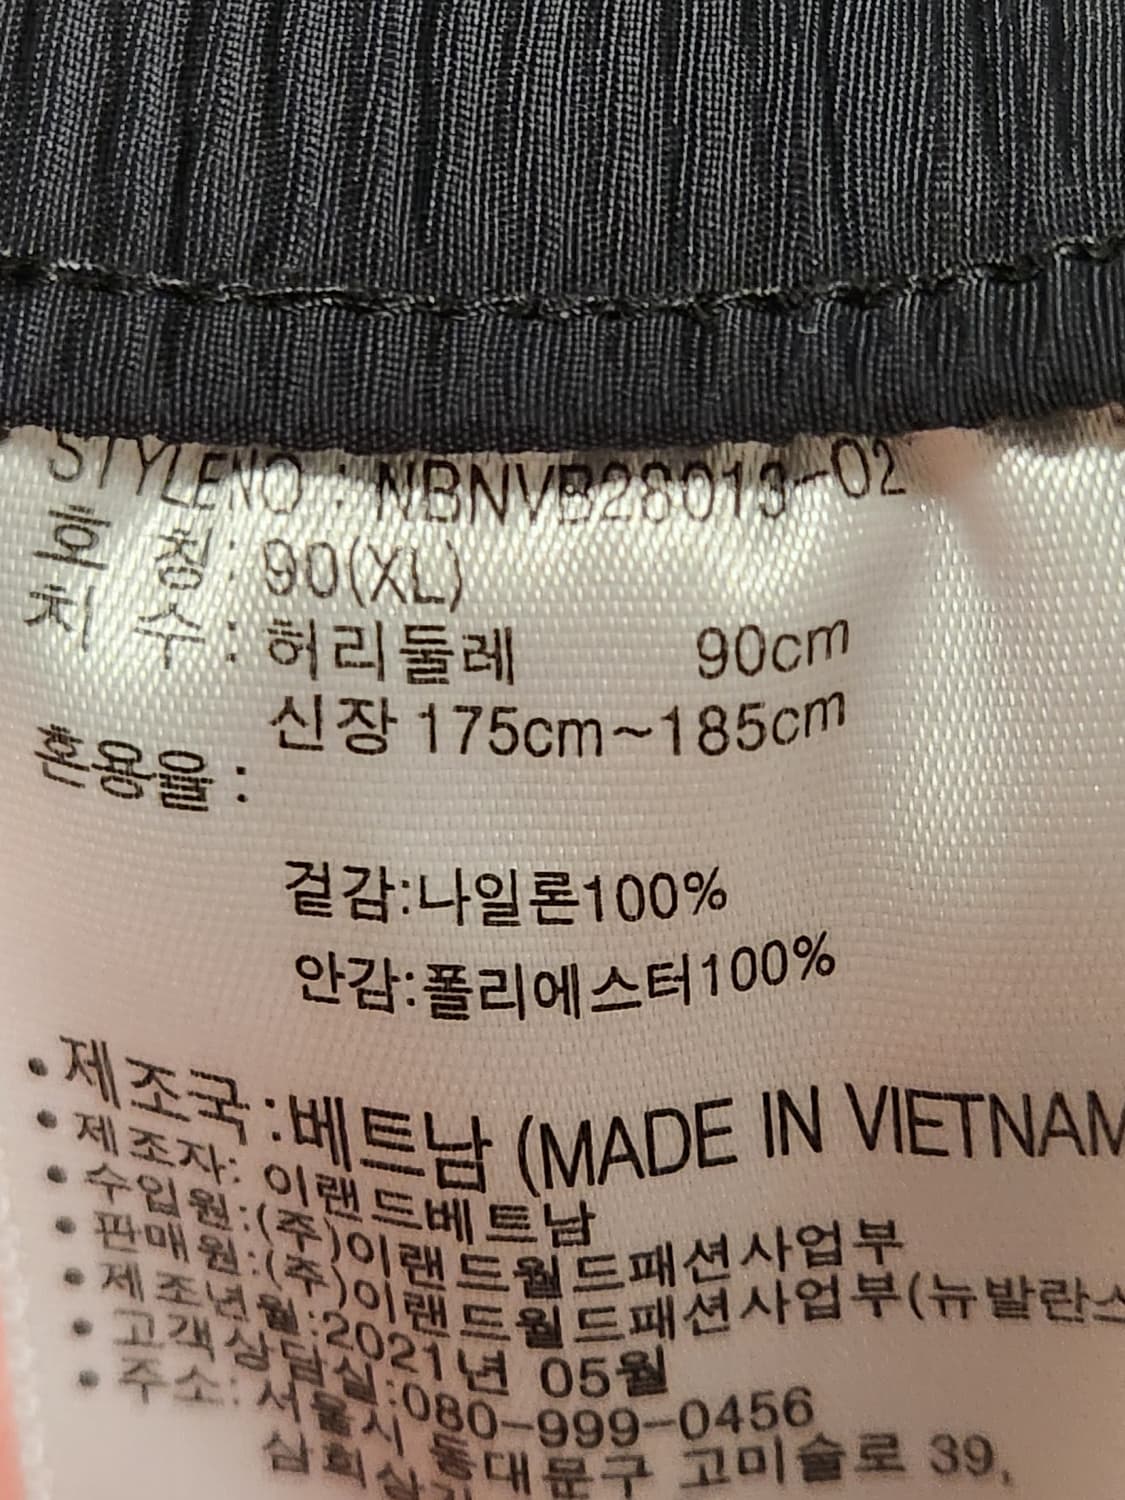 STYLENO : NBNVB28013-02
호 칭 : 90(XL)
치 수 : 허리둘레 90cm
신장 175cm~185cm
혼용율 :
겉감:나일론100%
안감:폴리에스터100%
•제조국:베트남 (MADE IN VIETNAM
•제조자: 이랜드베트남
•수입원:(주)이랜드월드패션사업부
•판매원:(주)이랜드월드패션사업부(뉴발란스
•제조년월:2021년 05월
•고객상담실:080-999-0456
•주소: 서울시 동대문구 고미술로 39,